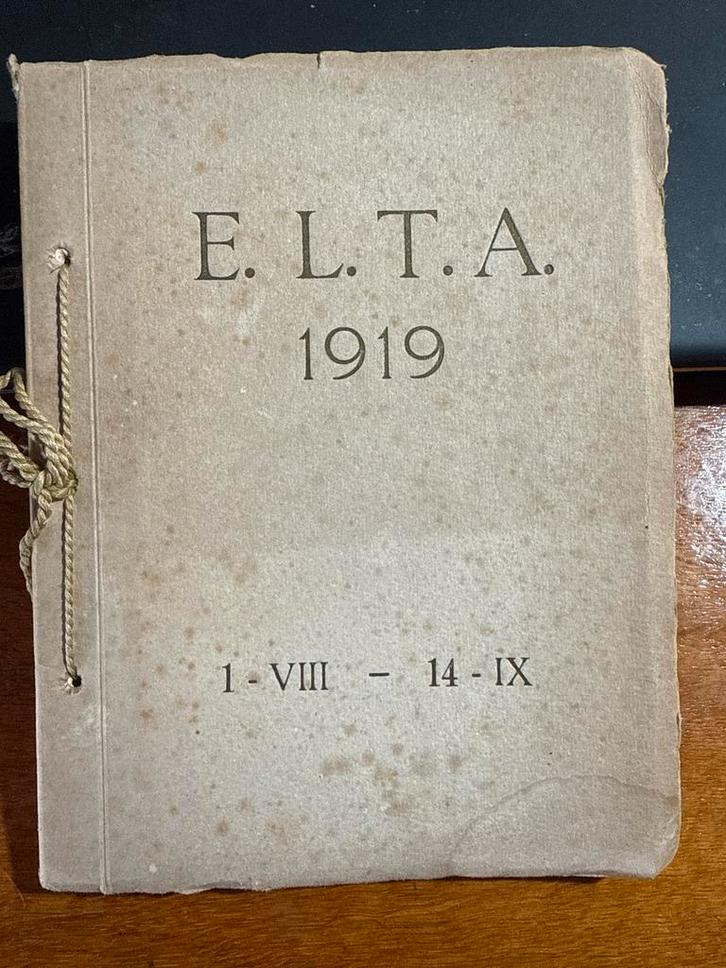 E. L. T. A.
1919
1 - VIII – 14 - IX